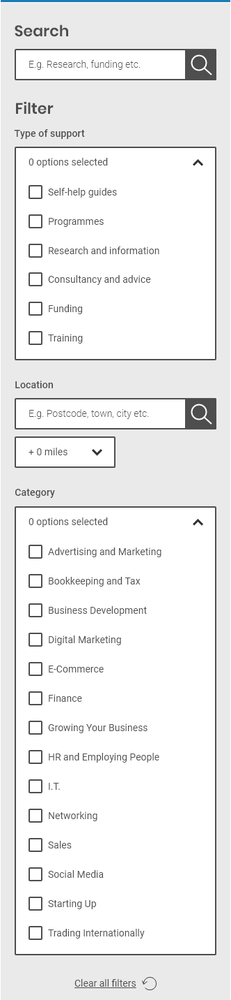 Search
E.g. Research, funding etc.
Filter
Type of support
0 options selected
Self-help guides
Programmes
Research and information
Consultancy and advice
Funding
Training
Location
E.g. Postcode, town, city etc.
+ 0 miles
Category
0 options selected
Advertising and Marketing
Bookkeeping and Tax
Business Development
Digital Marketing
E-Commerce
Finance
Growing Your Business
HR and Employing People
I.T.
Networking
Sales
Social Media
Starting Up
Trading Internationally
Clear all filters